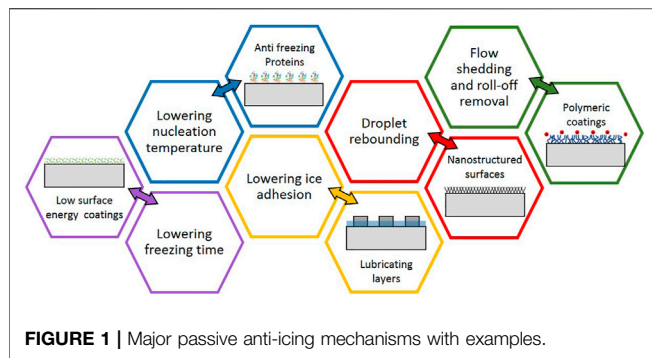 Anti freezing
Proteins
Flow
shedding
and roll-off
removal
Lowering
nucleation
temperature
Droplet
rebounding
Polymeric
coatings
Low surface
energy coatings
Lowering ice
adhesion
Nanostructured
surfaces
Lowering
freezing time
Lubricating
layers
FIGURE 1 | Major passive anti-icing mechanisms with examples.